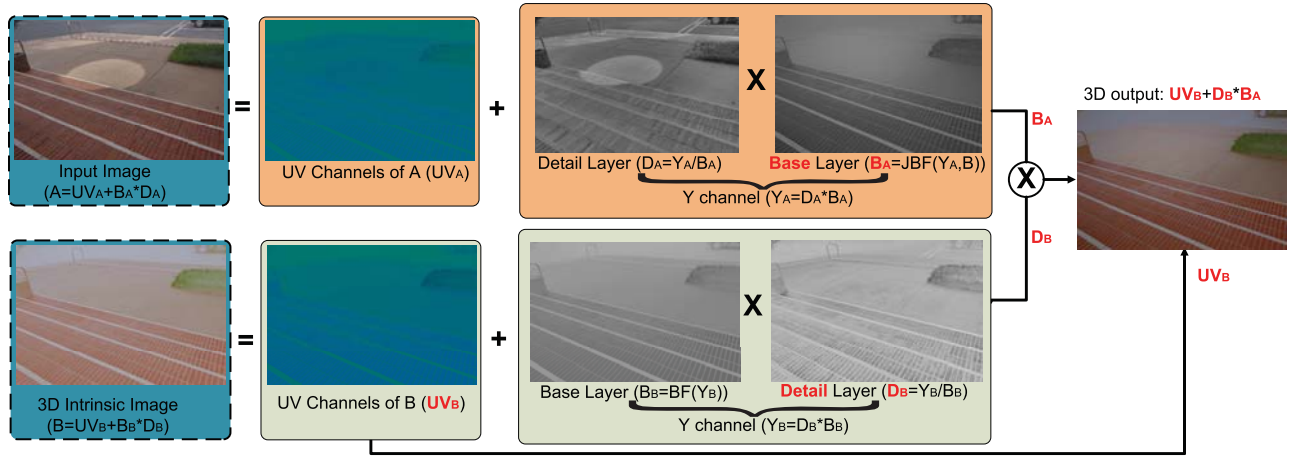 Input Image
(A=UVA+BA*DA)
=
UV Channels of A (UVA)
+
Detail Layer (DA=YA/BA)
X
Base Layer (BA=JBF(YA,B))
Y channel (YA=DA*BA)
BA
X
DB
3D output: UVB+DB*BA
UVB
3D Intrinsic Image
(B=UVB+BB*DB)
=
UV Channels of B (UVB)
+
Base Layer (BB=BF(YB))
X
Detail Layer (DB=YB/BB)
Y channel (YB=DB*BB)